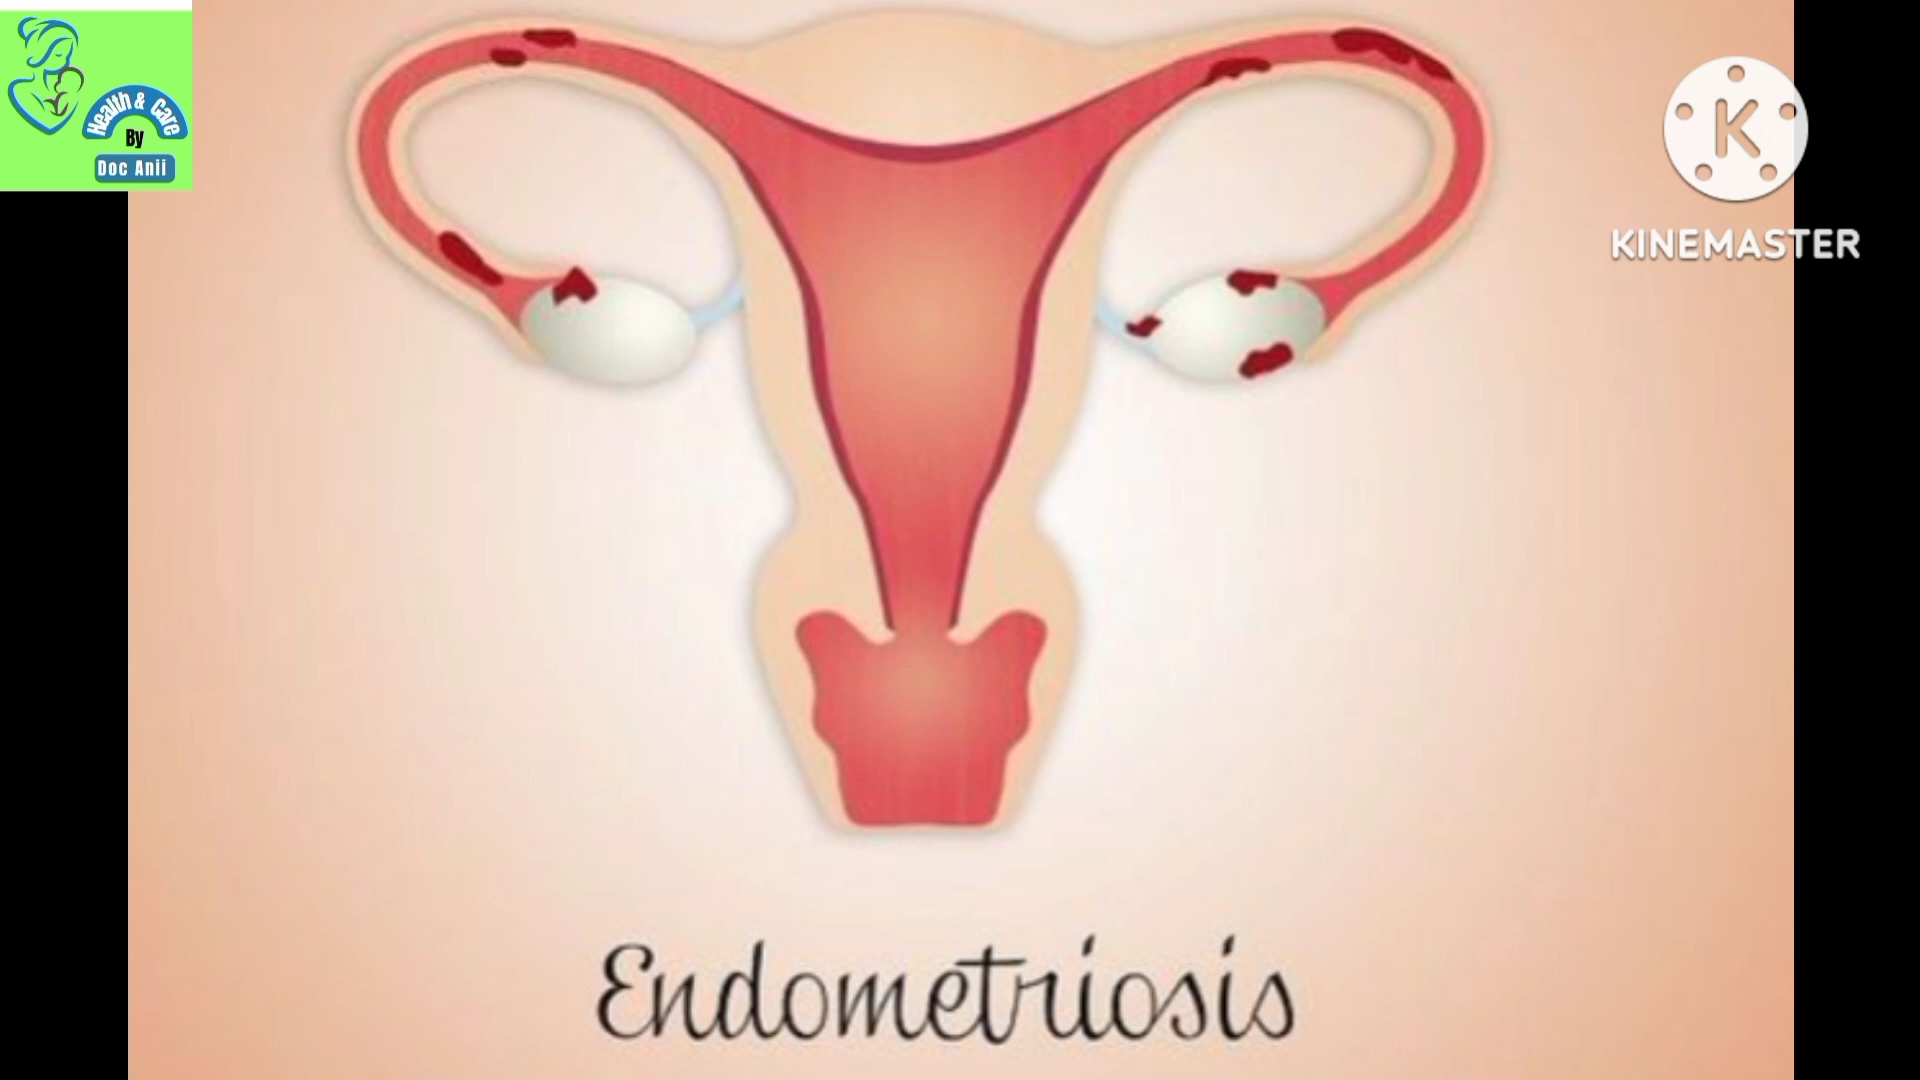 Health & Care
By
Doc Anii
K
KINEMASTER
Endometriosis